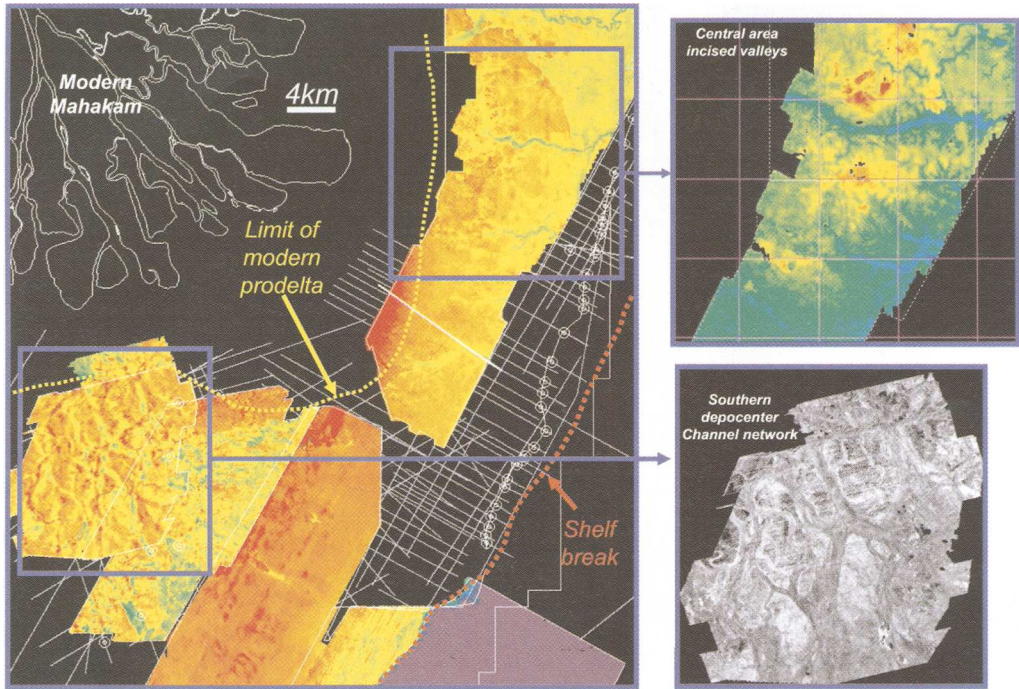 Modern
Mahakam
4km
Limit of
modern
prodelta
Shelf
break
Central area
incised valleys
Southern
depocenter
Channel network